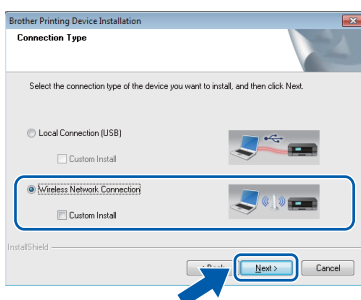 Brother Printing Device Installation
Connection Type
Select the connection type of the device you want to install, and then click Next.
Local Connection (USB)
Custom Install
Wireless Network Connection
Custom Install
InstallShield
Next >
Cancel